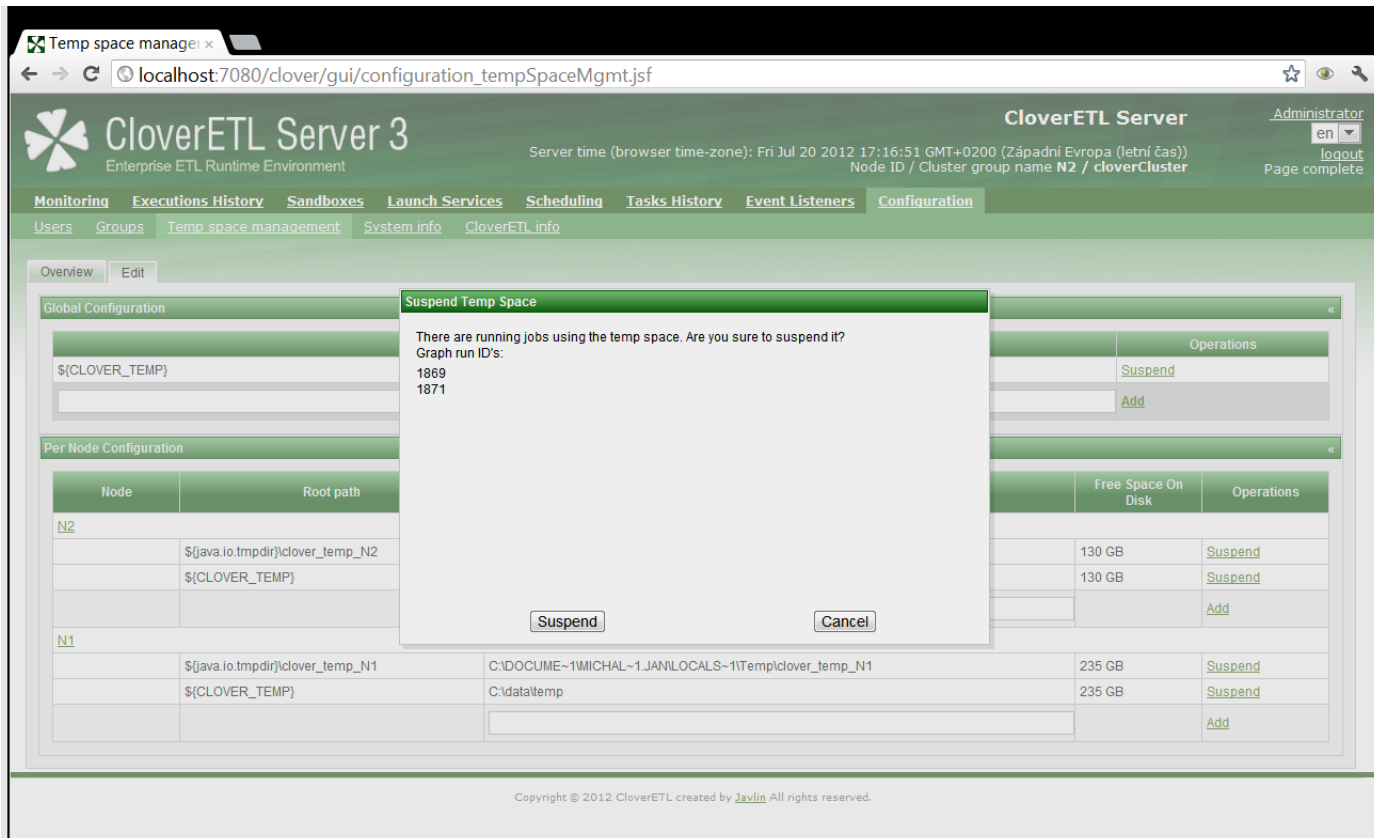 Temp space manager ×
localhost:7080/clover/gui/configuration_tempSpaceMgmt.jsf
CloverETL Server 3
Enterprise ETL Runtime Environment
CloverETL Server
Server time (browser time-zone): Fri Jul 20 2012 17:16:51 GMT+0200 (Západní Evropa (letní čas))
Node ID / Cluster group name N2 / cloverCluster
Administrator
en
logout
Page complete
Monitoring Executions History Sandboxes Launch Services Scheduling Tasks History Event Listeners Configuration
Users Groups Temp space management System info CloverETL info
Overview Edit
Global Configuration «
Operations
${CLOVER_TEMP} Suspend
Add
Suspend Temp Space
There are running jobs using the temp space. Are you sure to suspend it?
Graph run ID's:
1869
1871
Suspend Cancel
Per Node Configuration «
Node Root path Free Space On Disk Operations
N2
${java.io.tmpdir}\clover_temp_N2 130 GB Suspend
${CLOVER_TEMP} 130 GB Suspend
Add
N1
${java.io.tmpdir}\clover_temp_N1 C:\DOCUME~1\MICHAL~1.JAN\LOCALS~1\Temp\clover_temp_N1 235 GB Suspend
${CLOVER_TEMP} C:\data\temp 235 GB Suspend
Add
Copyright © 2012 CloverETL created by Javlin All rights reserved.